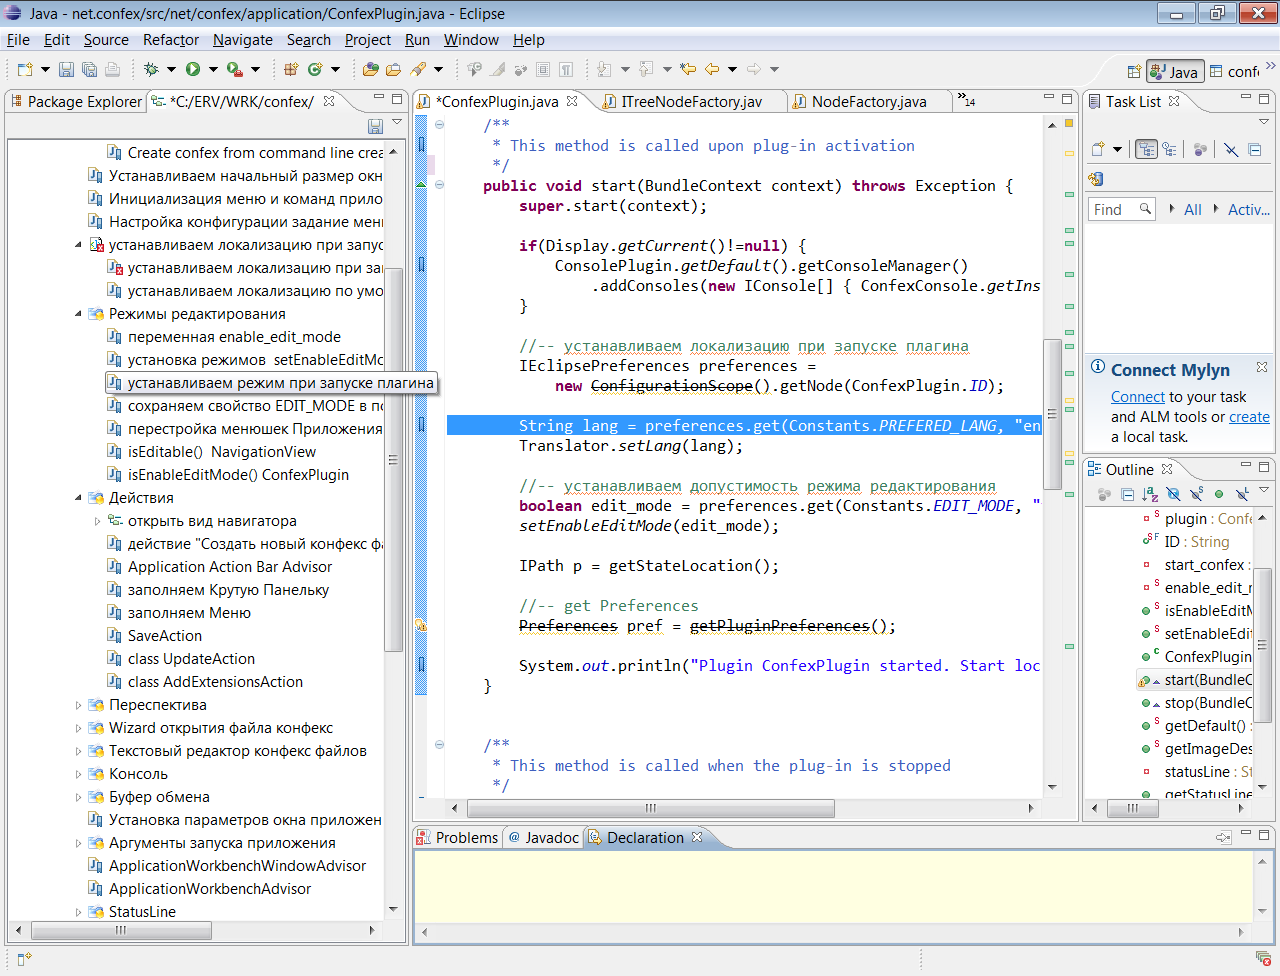 Java - net.confex/src/net/confex/application/ConfexPlugin.java - Eclipse
File Edit Source Refactor Navigate Search Project Run Window Help
Java
conf
Package Explorer
*C:/ERV/WRK/confex/
Create confex from command line crea
Устанавливаем начальный размер окн
Инициализация меню и команд прило
Настройка конфигурации задание мен
устанавливаем локализацию при запус
устанавливаем локализацию при за
устанавливаем локализацию по умо
Режимы редактирования
переменная enable_edit_mode
установка режимов setEnableEditMo
устанавливаем режим при запуске плагина
сохраняем свойство EDIT_MODE в по
перестройка менюшек Приложения
isEditable() NavigationView
isEnableEditMode() ConfexPlugin
Действия
открыть вид навигатора
действие "Создать новый конфекс фа
Application Action Bar Advisor
заполняем Крутую Панельку
заполняем Меню
SaveAction
class UpdateAction
class AddExtensionsAction
Перспектива
Wizard открытия файла конфекс
Текстовый редактор конфекс файлов
Консоль
Буфер обмена
Установка параметров окна приложен
Аргументы запуска приложения
ApplicationWorkbenchWindowAdvisor
ApplicationWorkbenchAdvisor
StatusLine
*ConfexPlugin.java
ITreeNodeFactory.jav
NodeFactory.java
»14
/**
* This method is called upon plug-in activation
*/
public void start(BundleContext context) throws Exception {
super.start(context);
if(Display.getCurrent()!=null) {
ConsolePlugin.getDefault().getConsoleManager()
.addConsoles(new IConsole[] { ConfexConsole.getIns
}
//-- устанавливаем локализацию при запуске плагина
IEclipsePreferences preferences =
new ConfigurationScope().getNode(ConfexPlugin.ID);
String lang = preferences.get(Constants.PREFERED_LANG, "en
Translator.setLang(lang);
//-- устанавливаем допустимость режима редактирования
boolean edit_mode = preferences.get(Constants.EDIT_MODE, "
setEnableEditMode(edit_mode);
IPath p = getStateLocation();
//-- get Preferences
Preferences pref = getPluginPreferences();
System.out.println("Plugin ConfexPlugin started. Start loc
}
/**
* This method is called when the plug-in is stopped
*/
Problems
@ Javadoc
Declaration
Task List
Find
All
Activ...
Connect Mylyn
Connect to your task
and ALM tools or create
a local task.
Outline
plugin : Confe
ID : String
start_confex :
enable_edit_r
isEnableEditM
setEnableEdit
ConfexPlugin
start(BundleC
stop(BundleC
getDefault() :
getImageDes
statusLine : St
getStatusLine